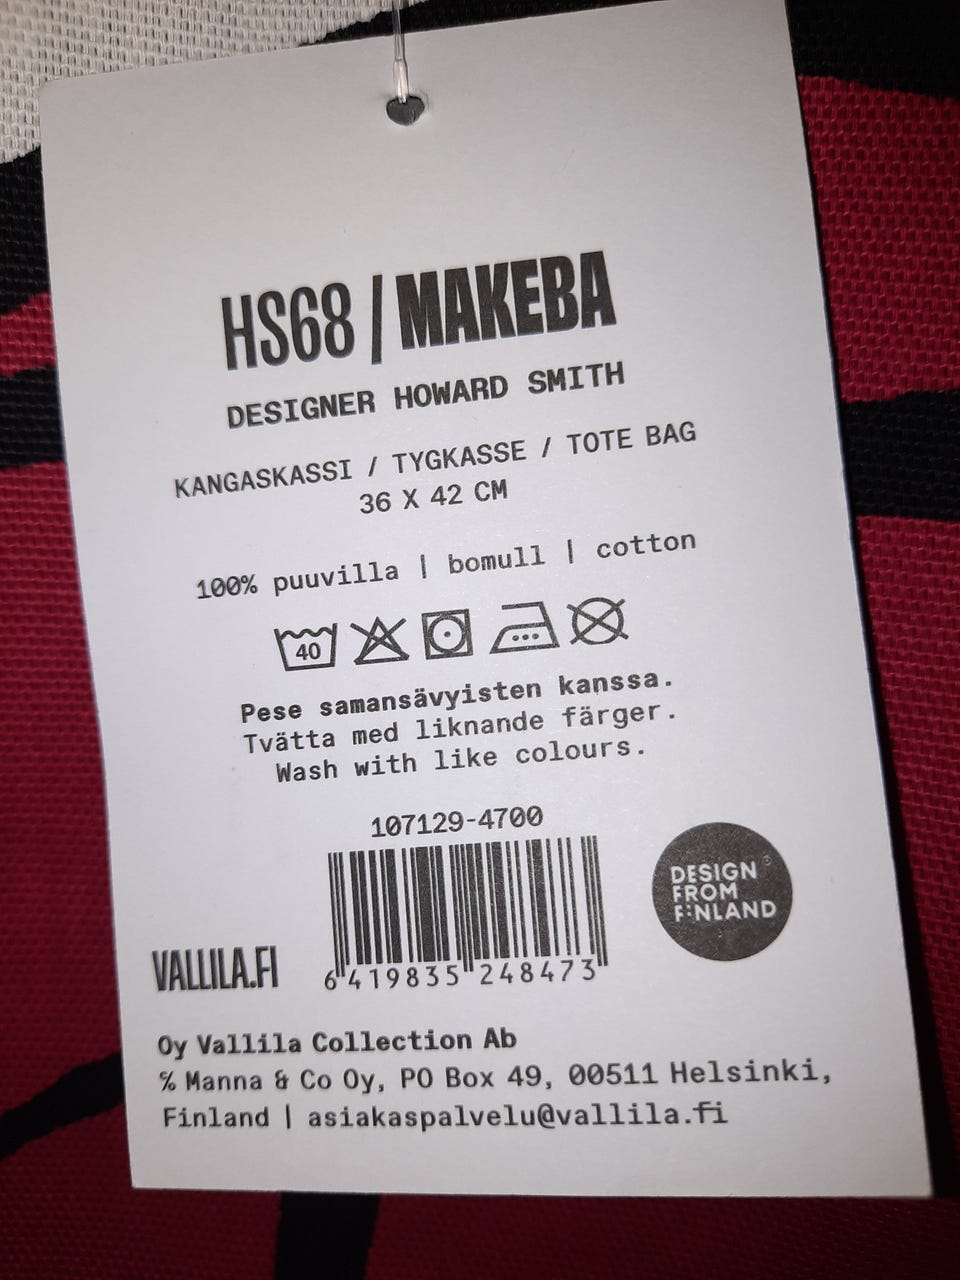 HS68 / MAKEBA
DESIGNER HOWARD SMITH
KANGASKASSI / TYGKASSE / TOTE BAG
36 X 42 CM
100% puuvilla | bomull | cotton
40
Pese samansävyisten kanssa.
Tvätta med liknande färger.
Wash with like colours.
107129-4700
6 419835 248473
DESIGN
FROM
FINLAND
VALLILA.FI
Oy Vallila Collection Ab
℅ Manna & Co Oy, PO Box 49, 00511 Helsinki,
Finland | asiakaspalvelu@vallila.fi